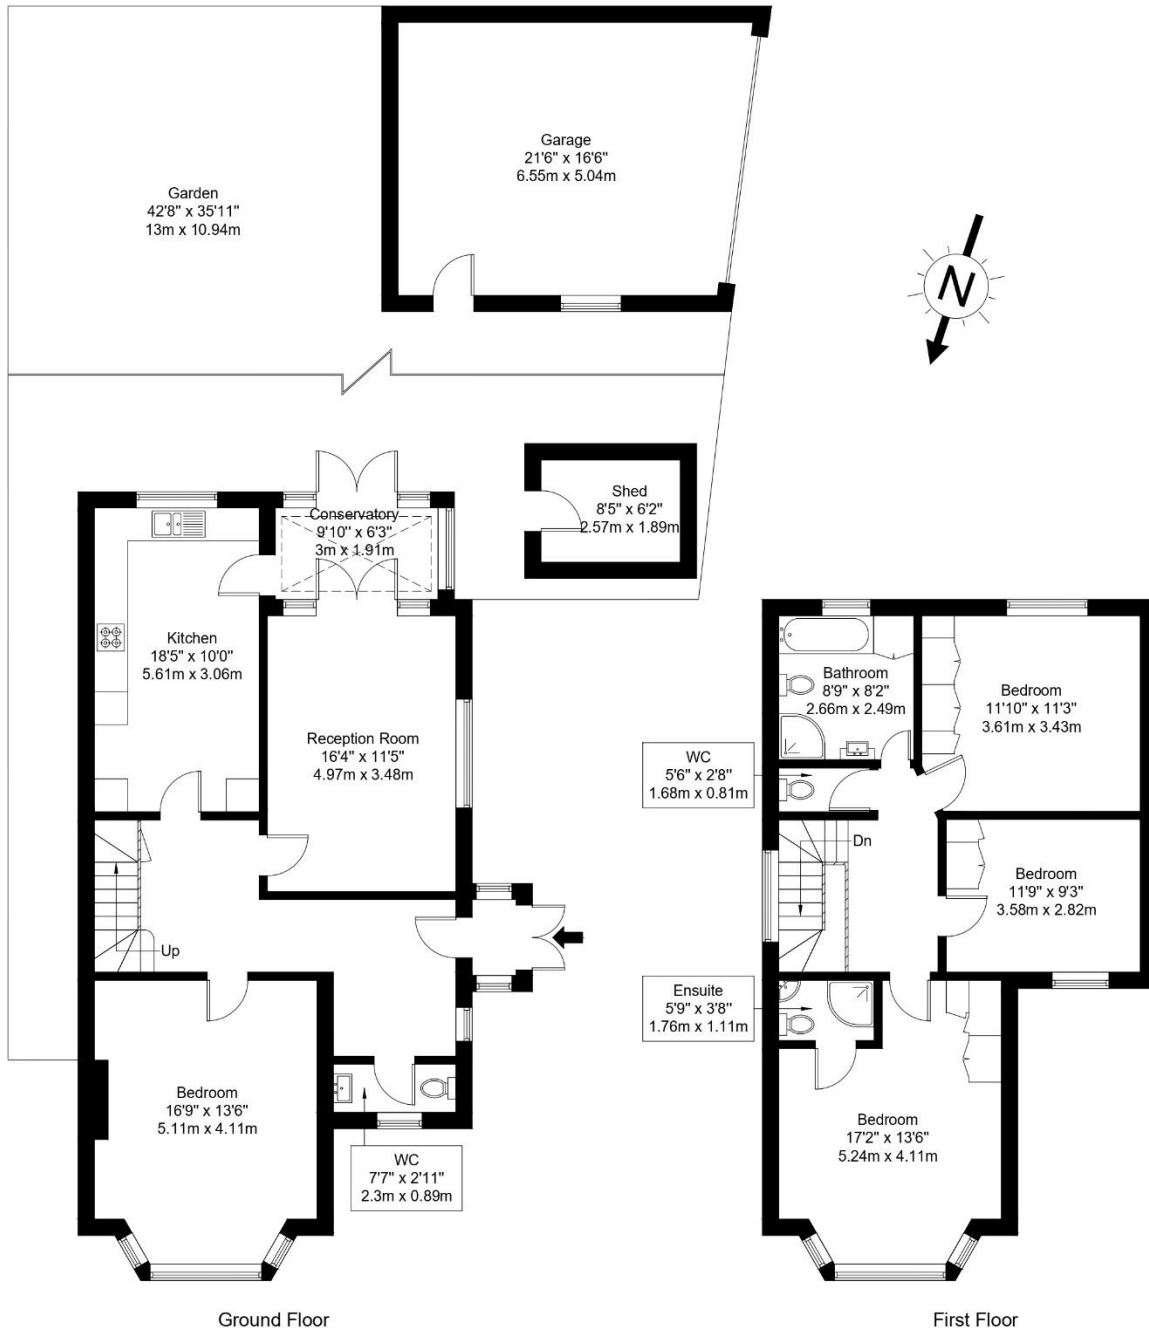 Garage
21'6" x 16'6"
6.55m x 5.04m
Garden
42'8" x 35'11"
13m x 10.94m
N
Shed
8'5" x 6'2"
2.57m x 1.89m
Conservatory
9'10" x 6'3"
3m x 1.91m
Kitchen
18'5" x 10'0"
5.61m x 3.06m
Reception Room
16'4" x 11'5"
4.97m x 3.48m
Up
Bedroom
16'9" x 13'6"
5.11m x 4.11m
WC
7'7" x 2'11"
2.3m x 0.89m
Ground Floor
Bathroom
8'9" x 8'2"
2.66m x 2.49m
Bedroom
11'10" x 11'3"
3.61m x 3.43m
WC
5'6" x 2'8"
1.68m x 0.81m
Dn
Bedroom
11'9" x 9'3"
3.58m x 2.82m
Ensuite
5'9" x 3'8"
1.76m x 1.11m
Bedroom
17'2" x 13'6"
5.24m x 4.11m
First Floor